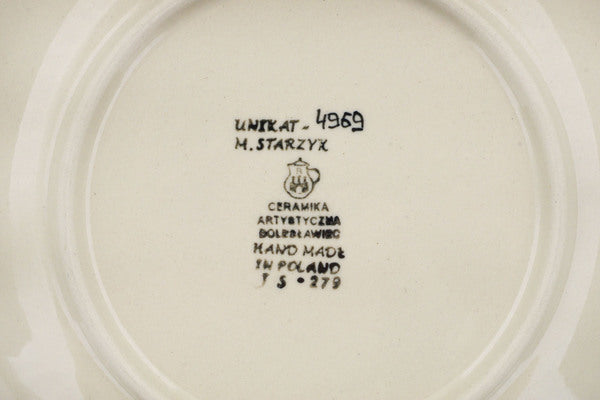 UNIKAT - 4969
M. STARZYK
CERAMIKA
ARTYSTYCZNA
BOLESŁAWIEC
HAND MADE
IN POLAND
S • 279